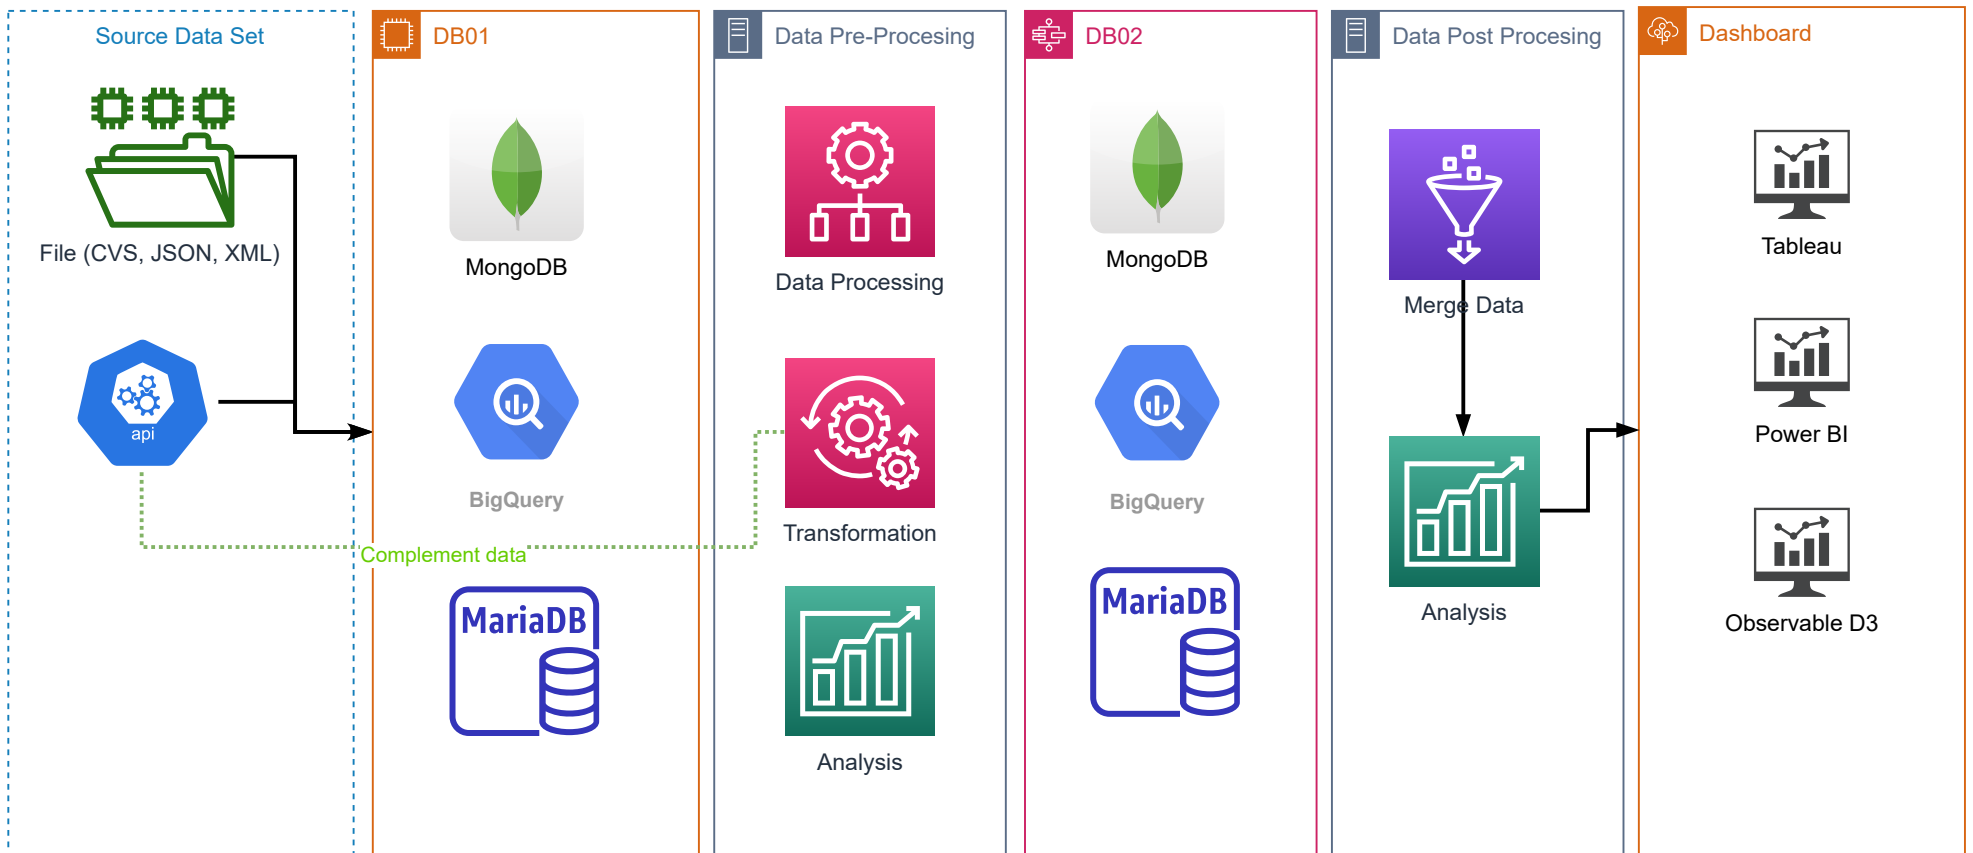 Source Data Set
File (CVS, JSON, XML)
api
Complement data
DB01
MongoDB
BigQuery
MariaDB
Data Pre-Procesing
Data Processing
Transformation
Analysis
DB02
MongoDB
BigQuery
MariaDB
Data Post Procesing
Merge Data
Analysis
Dashboard
Tableau
Power BI
Observable D3